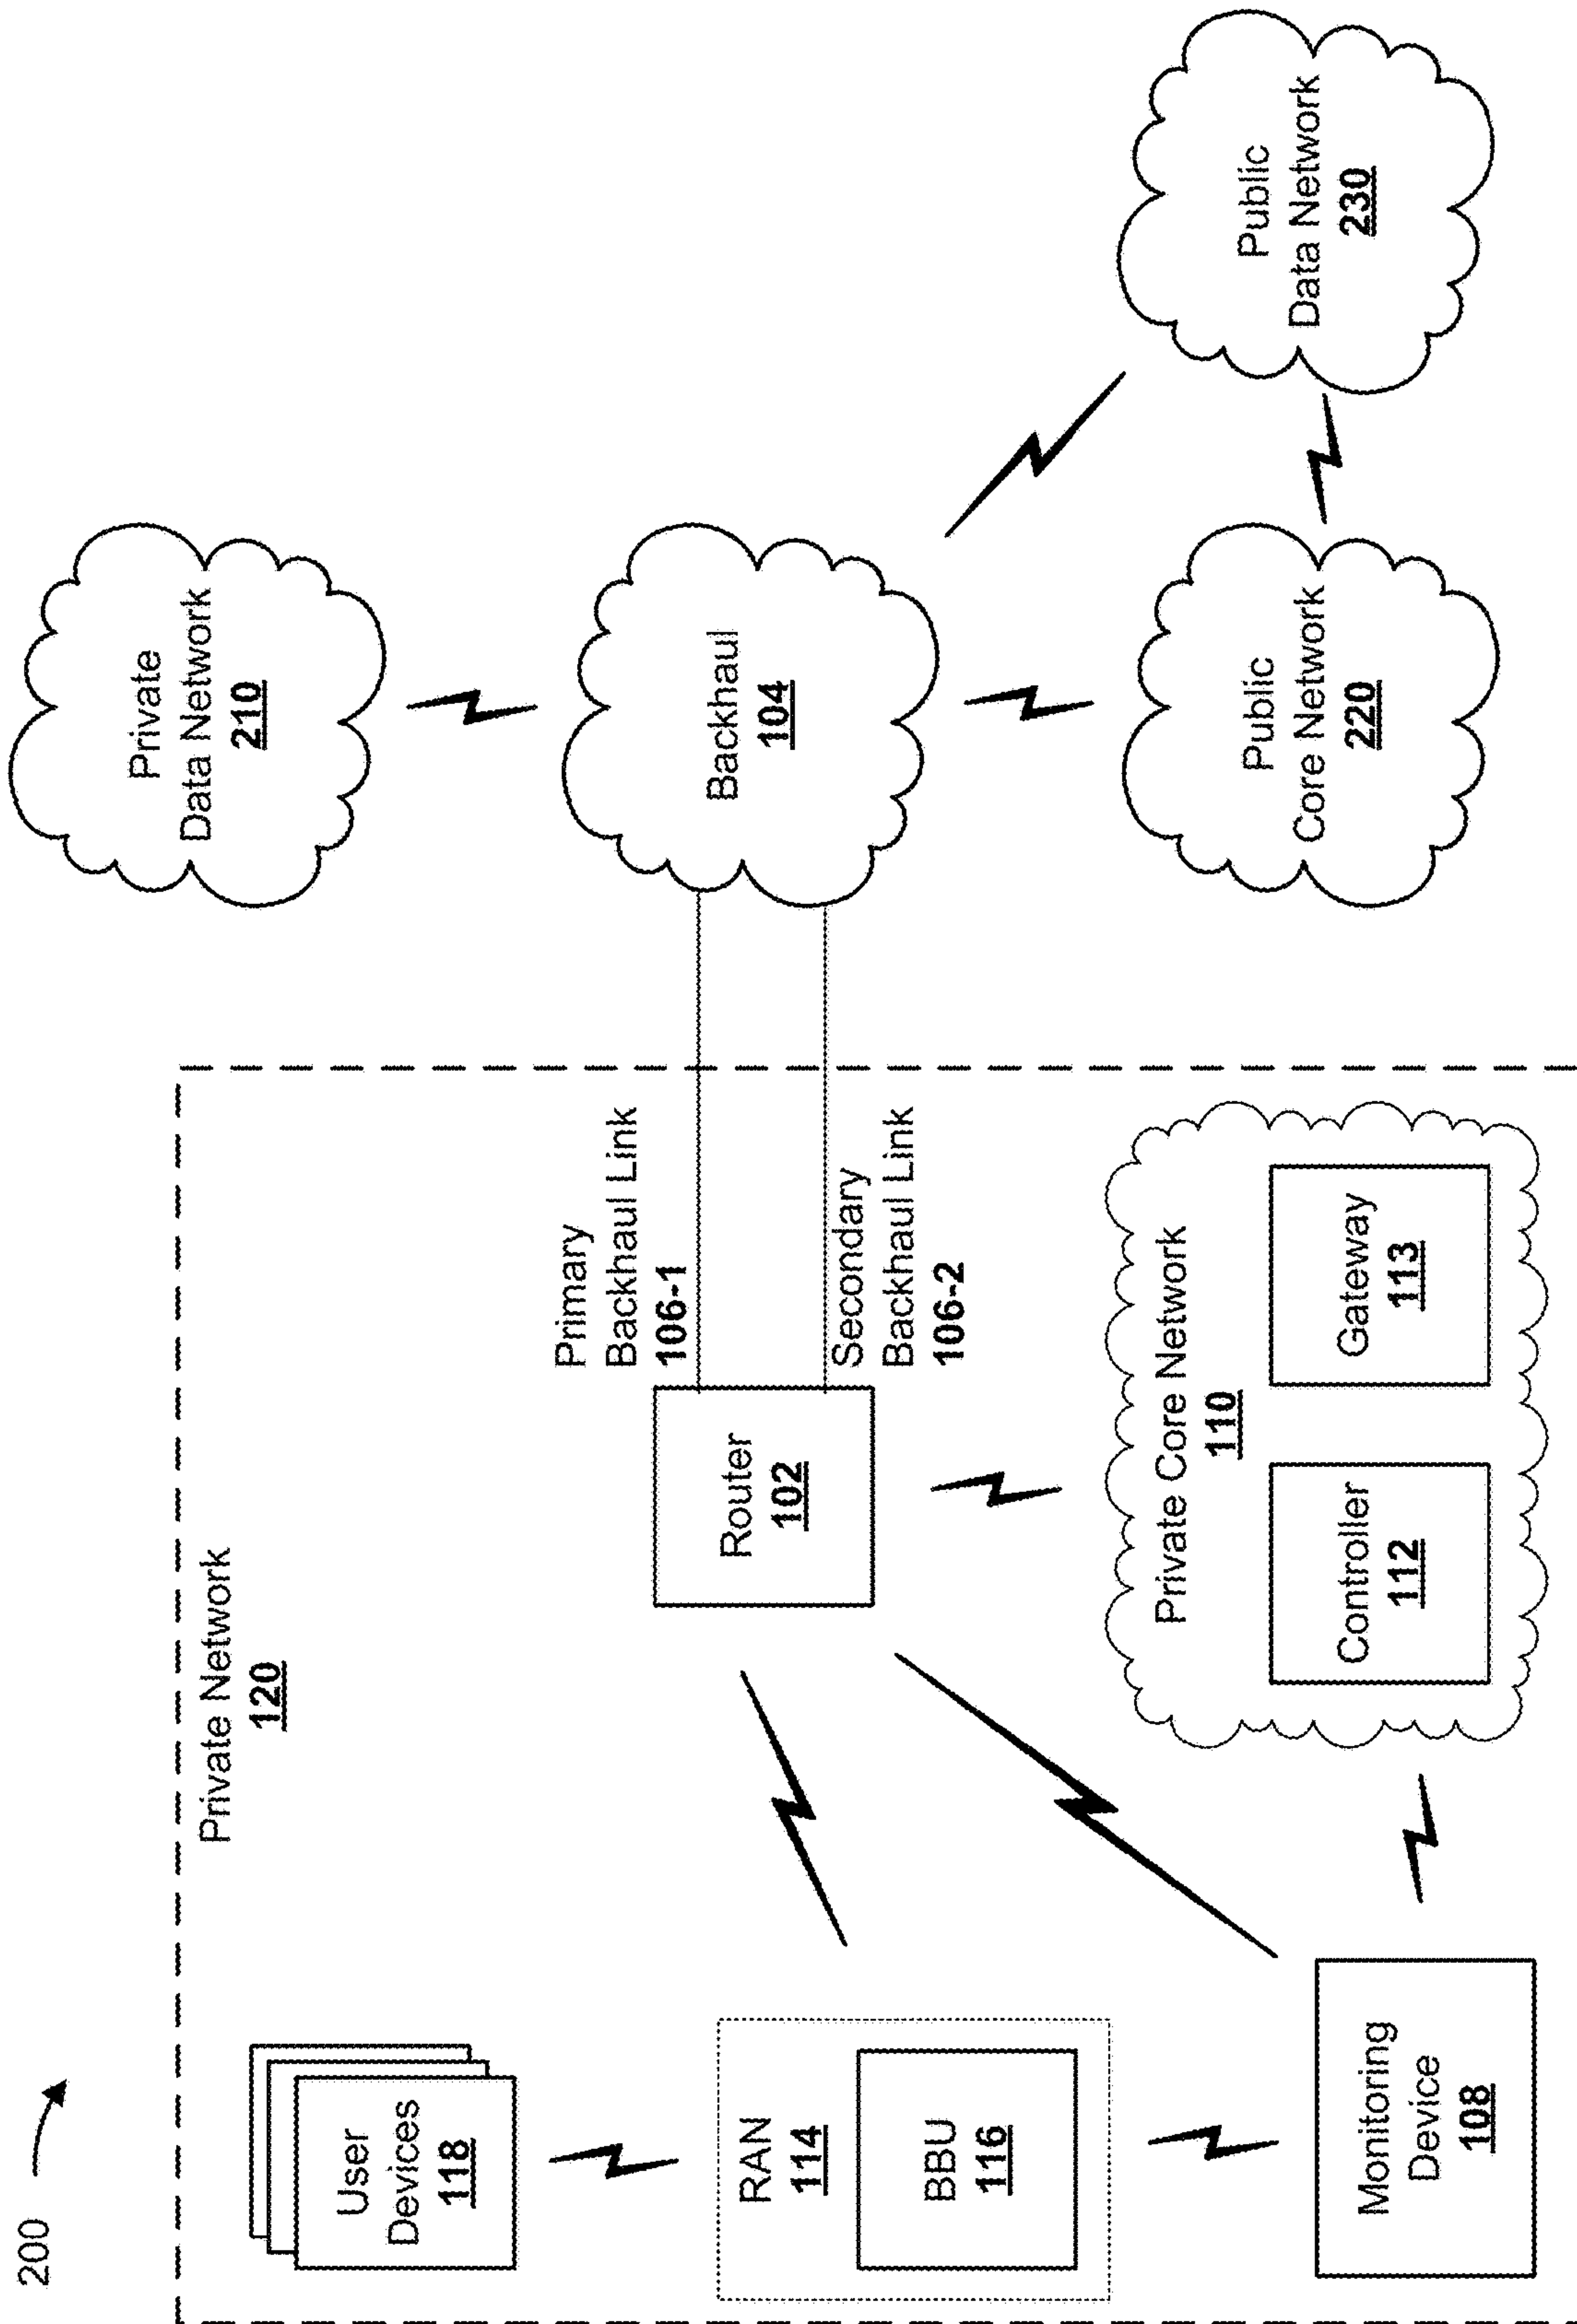 200
Private Network
120
User
Devices
118
RAN
114
BBU
116
Monitoring
Device
108
Router
102
Primary
Backhaul Link
106-1
Secondary
Backhaul Link
106-2
Private Core Network
110
Controller
112
Gateway
113
Private
Data Network
210
Backhaul
104
Public
Core Network
220
Public
Data Network
230